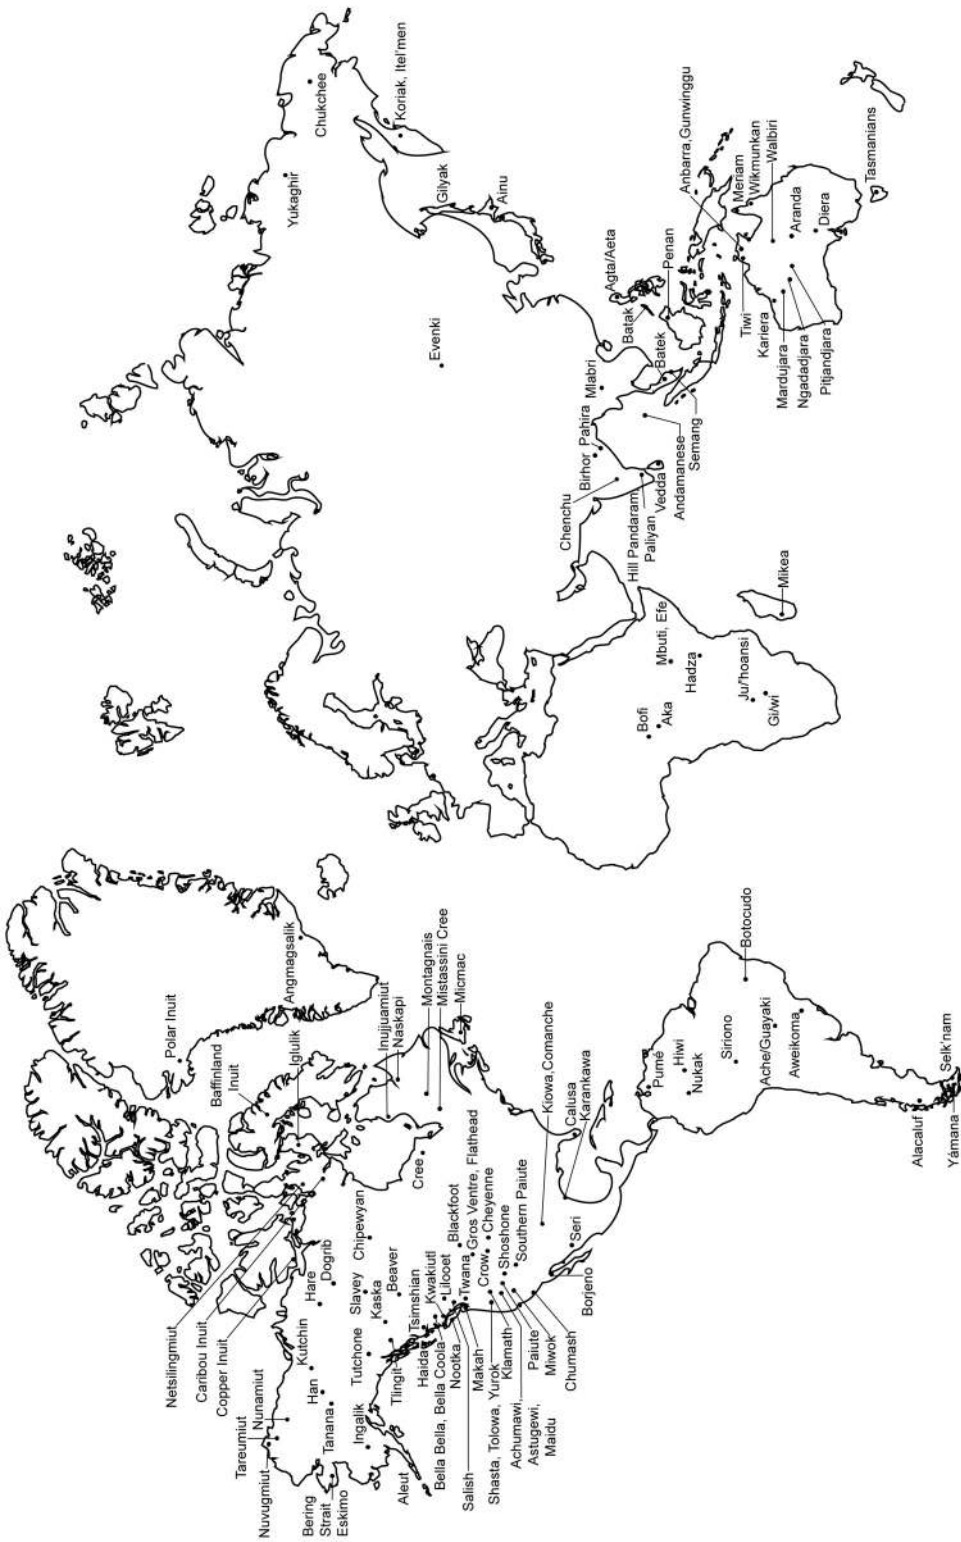 Nuvugmiut
Tareumiut
Nunamiut
Netsilingmiut
Caribou Inuit
Copper Inuit
Polar Inuit
Baffinland
Inuit
Iglulik
Angmagsalik
Bering
Strait
Eskimo
Tanana
Han
Kutchin
Hare
Dogrib
Ingalik
Tutchone
Slavey
Kaska
Chipewyan
Beaver
Inujjuamiut
Naskapi
Aleut
Tlingit
Haida
Tsimshian
Cree
Montagnais
Mistassini Cree
Micmac
Bella Bella, Bella Coola
Kwakiutl
Lilooet
Nootka
Twana
Blackfoot
Gros Ventre, Flathead
Salish
Makah
Crow
Cheyenne
Shasta, Tolowa, Yurok
Klamath
Shoshone
Southern Paiute
Achumawi,
Astugewi,
Maidu
Paiute
Miwok
Chumash
Kiowa,Comanche
Calusa
Karankawa
Seri
Borjeno
Pumé
Hiwi
Nukak
Siriono
Botocudo
Ache/Guayaki
Aweikoma
Alacaluf
Selk'nam
Yámana
Chukchee
Yukaghir
Koriak, Itel'men
Gilyak
Ainu
Evenki
Agta/Aeta
Batak
Penan
Mlabri
Batek
Birhor
Pahira
Chenchu
Hill Pandaram
Paliyan
Vedda
Andamanese
Semang
Bofi
Aka
Mbuti, Efe
Hadza
Ju/'hoansi
G/wi
Mikea
Anbarra,Gunwinggu
Meriam
Wikmunkan
Walbiri
Tiwi
Kariera
Mardujara
Ngadadjara
Pitjandjara
Aranda
Diera
Tasmanians